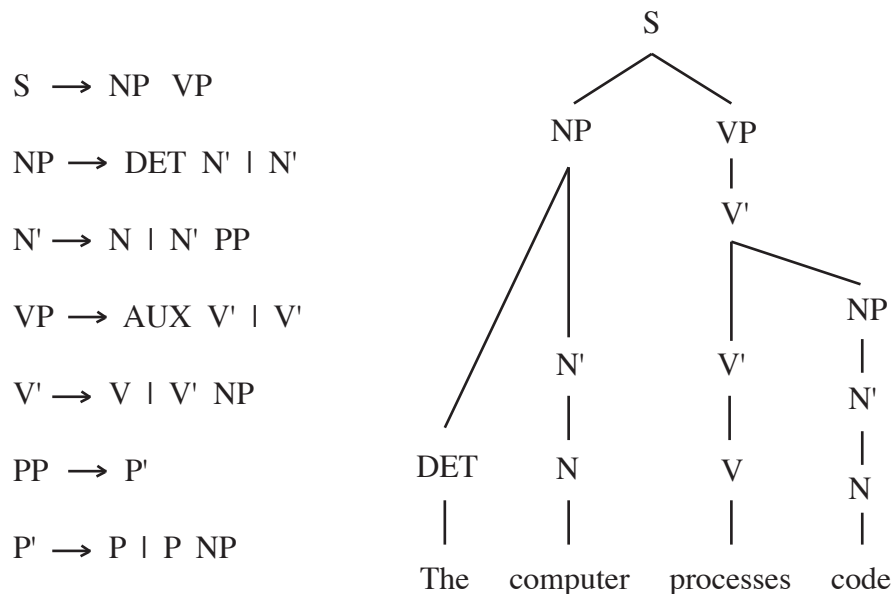 S → NP VP
NP → DET N' | N'
N' → N | N' PP
VP → AUX V' | V'
V' → V | V' NP
PP → P'
P' → P | P NP
S
NP VP
V'
NP
N' V'
N'
DET N V
N
The computer processes code